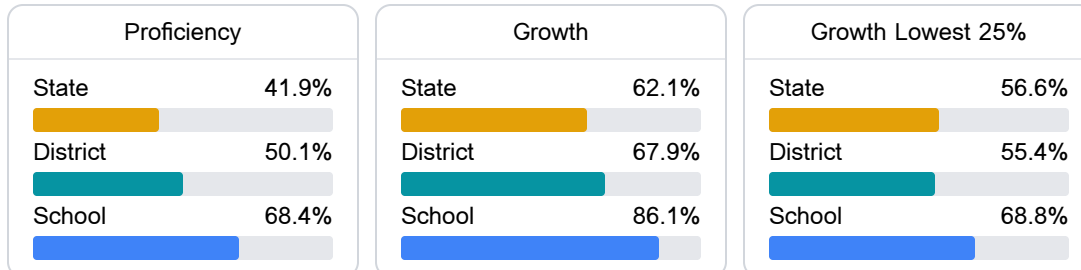 Proficiency
State 41.9%
District 50.1%
School 68.4%
Growth
State 62.1%
District 67.9%
School 86.1%
Growth Lowest 25%
State 56.6%
District 55.4%
School 68.8%